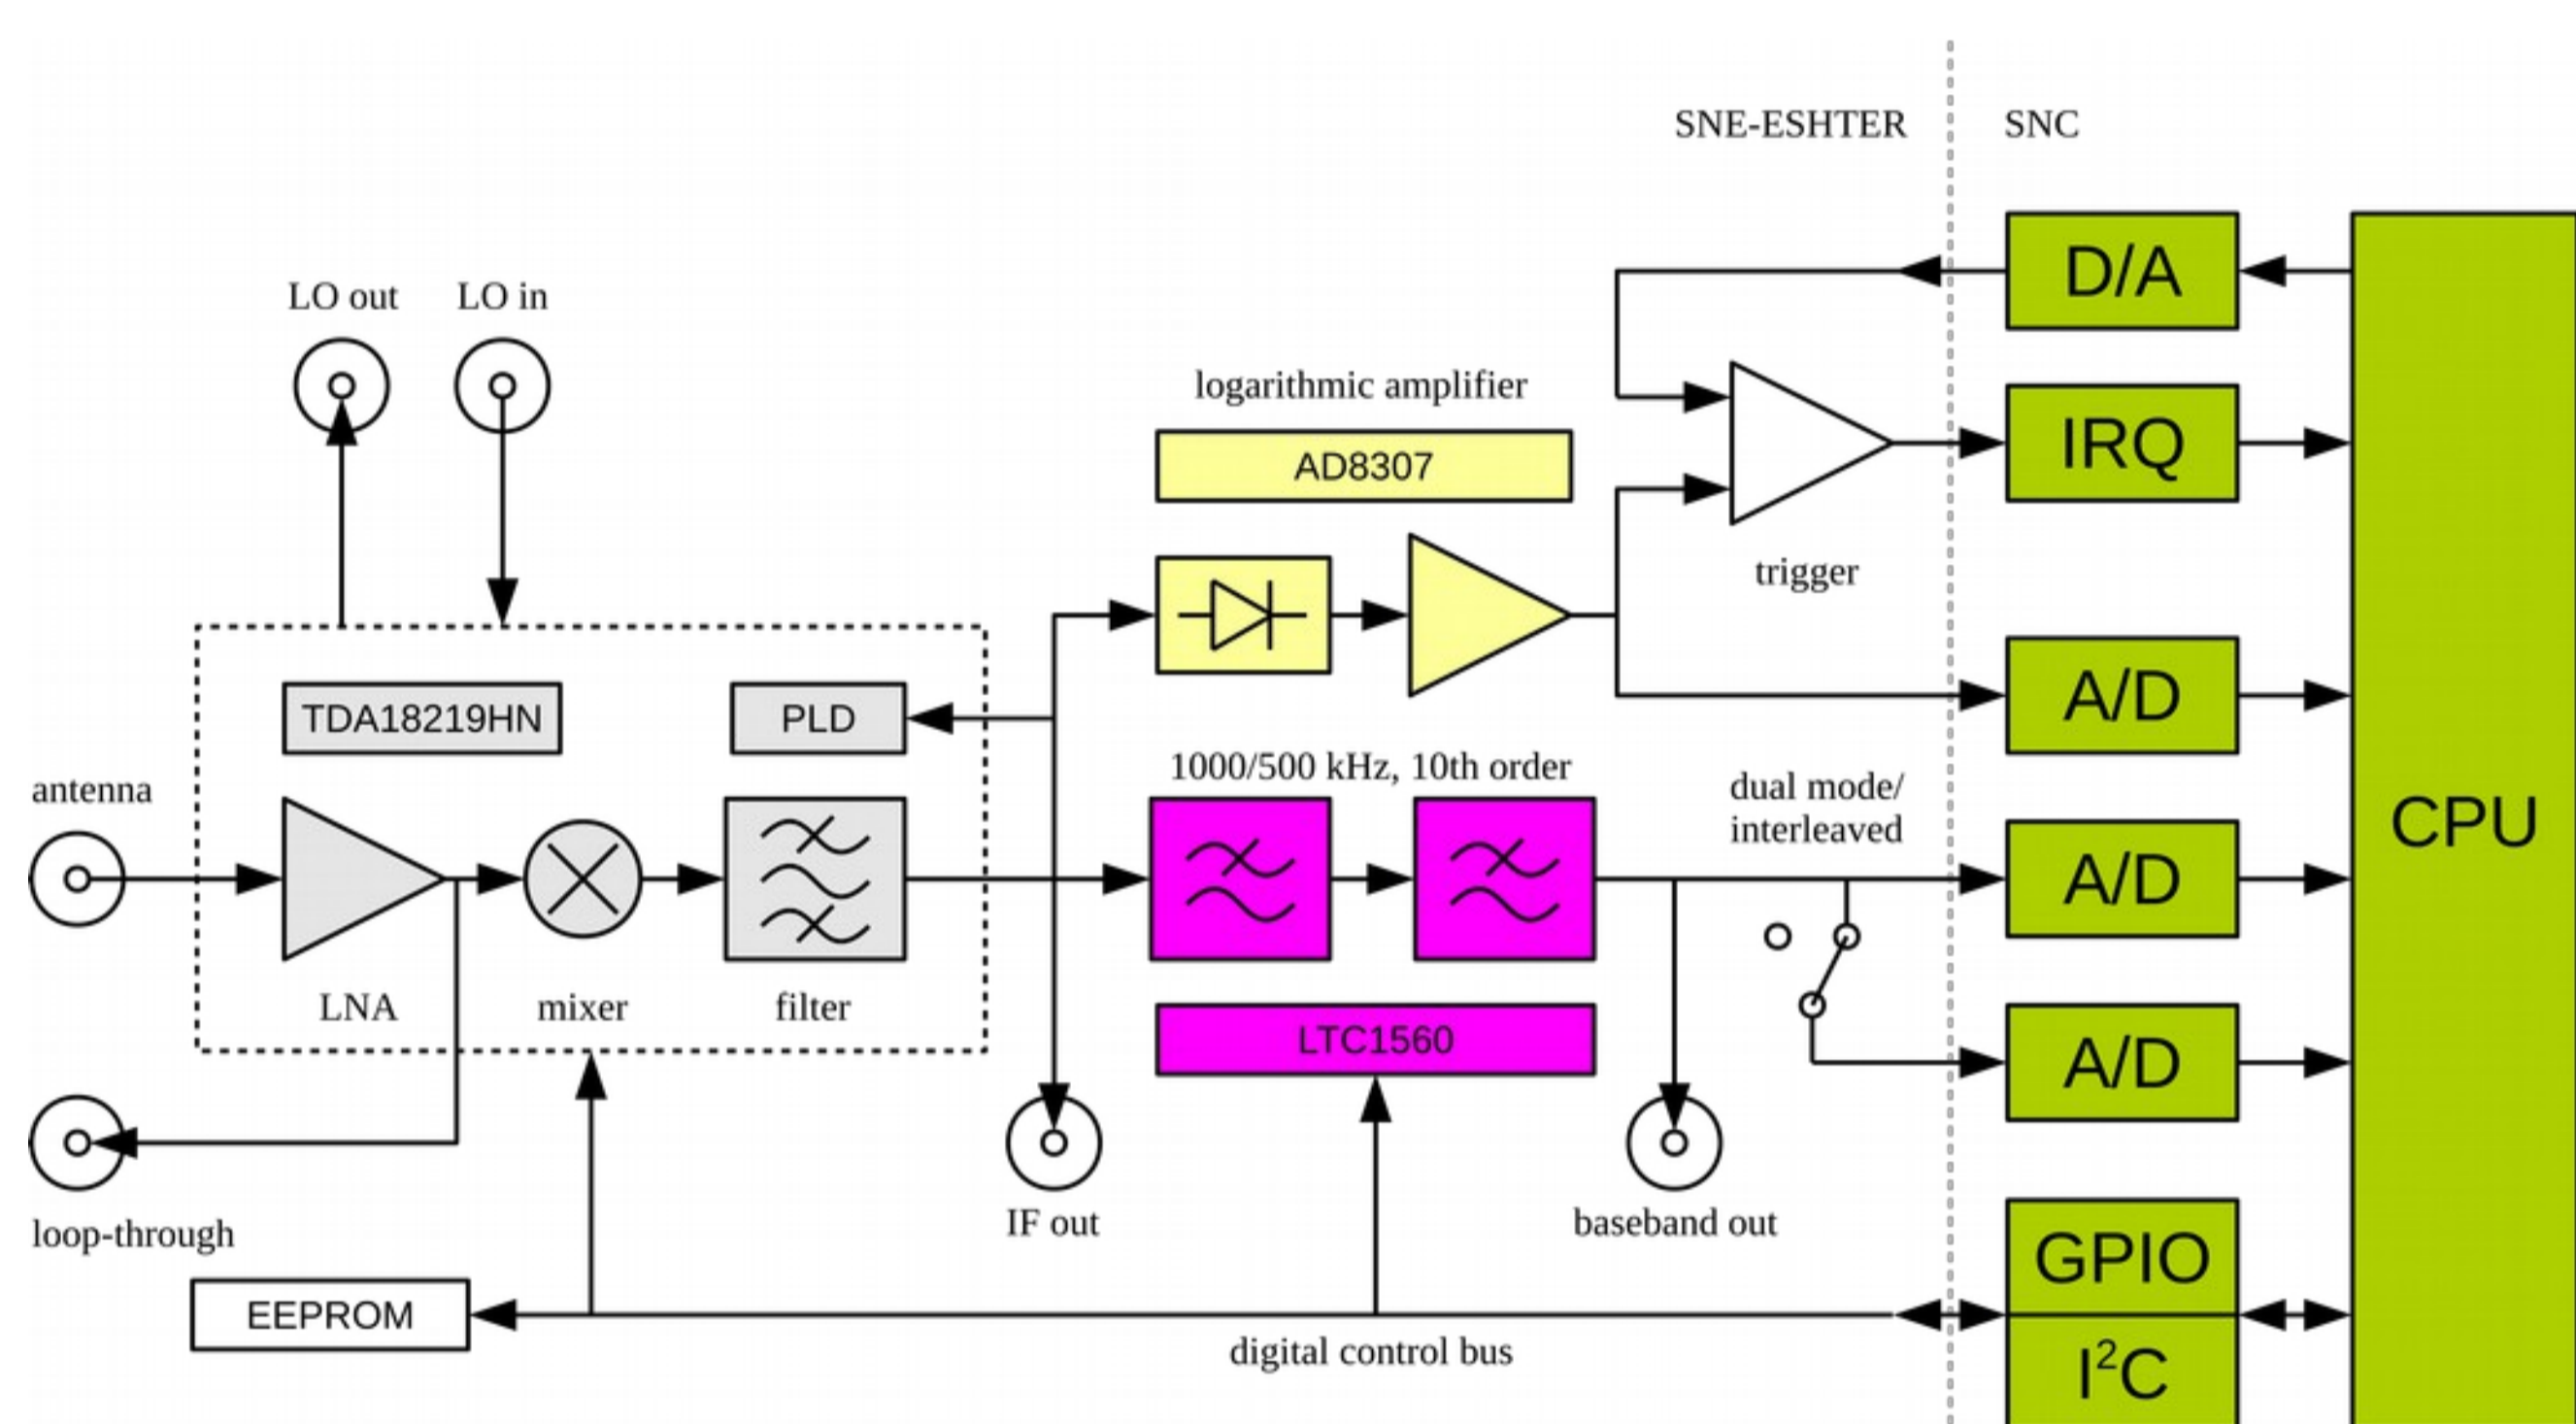 SNE-ESHTER
SNC
D/A
LO out
LO in
logarithmic amplifier
IRQ
AD8307
trigger
TDA18219HN
PLD
A/D
1000/500 kHz, 10th order
antenna
dual mode/
interleaved
CPU
A/D
LNA
mixer
filter
LTC1560
A/D
loop-through
IF out
baseband out
GPIO
EEPROM
digital control bus
I²C